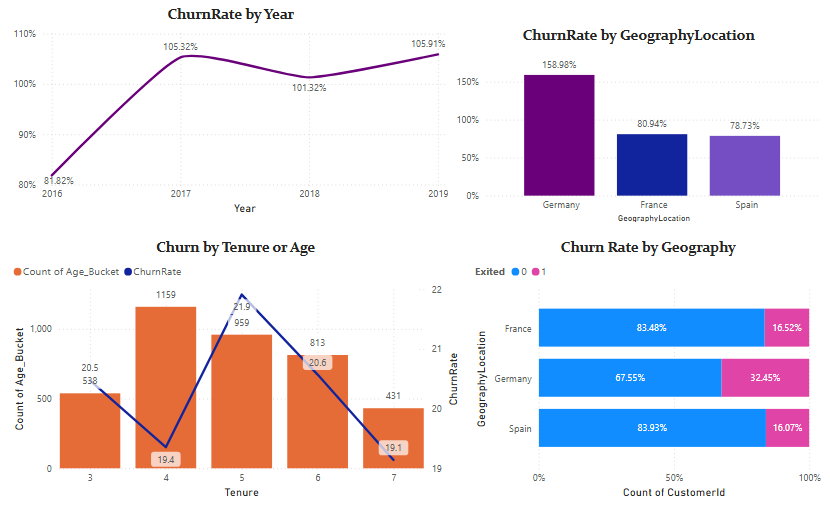 ChurnRate by Year
110%
100%
90%
80%
81.82%
105.32%
101.32%
105.91%
2016 2017 2018 2019
Year
ChurnRate by GeographyLocation
150%
100%
50%
0%
158.98%
80.94%
78.73%
Germany France Spain
GeographyLocation
Churn by Tenure or Age
Count of Age_Bucket ChurnRate
Count of Age_Bucket
1,000
500
0
20.5
538
1159
19.4
21.9
959
813
20.6
431
19.1
22
21
20
19
ChurnRate
3 4 5 6 7
Tenure
Churn Rate by Geography
Exited 0 1
GeographyLocation
France 83.48% 16.52%
Germany 67.55% 32.45%
Spain 83.93% 16.07%
0% 50% 100%
Count of CustomerId